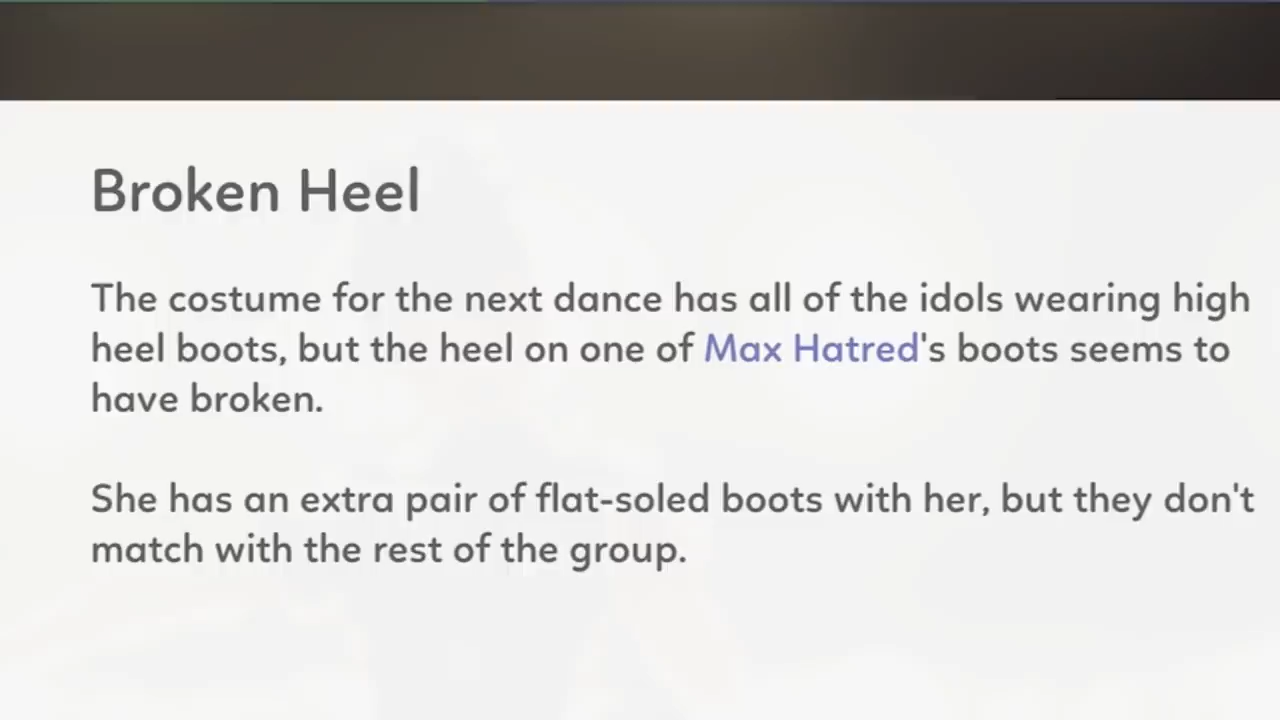 Broken Heel
The costume for the next dance has all of the idols wearing high
heel boots, but the heel on one of Max Hatred's boots seems to
have broken.
She has an extra pair of flat-soled boots with her, but they don't
match with the rest of the group.